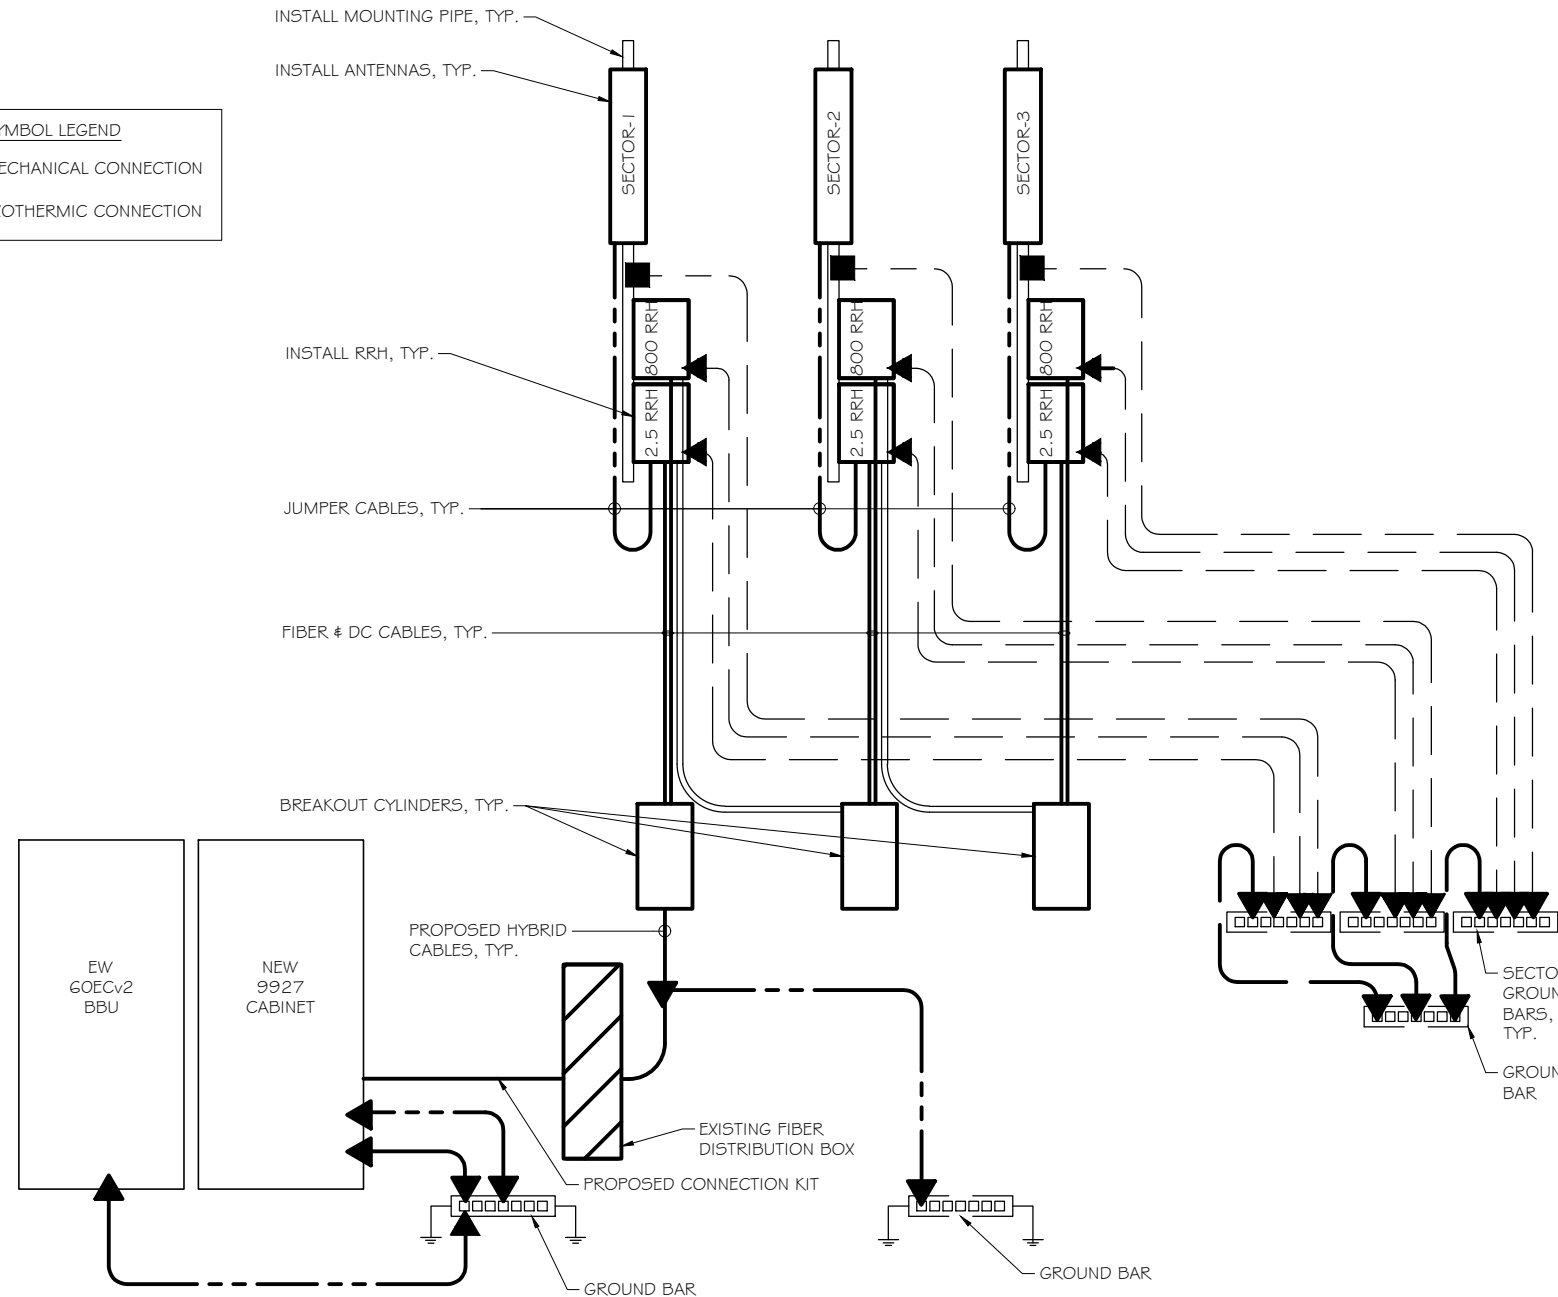 INSTALL MOUNTING PIPE, TYP.
INSTALL ANTENNAS, TYP.
YMBOL LEGEND
ECHANICAL CONNECTION
OTHERMIC CONNECTION
SECTOR-1
SECTOR-2
SECTOR-3
INSTALL RRH, TYP.
800 RRH
2.5 RRH
800 RRH
2.5 RRH
800 RRH
2.5 RRH
JUMPER CABLES, TYP.
FIBER & DC CABLES, TYP.
BREAKOUT CYLINDERS, TYP.
PROPOSED HYBRID
CABLES, TYP.
EW
60ECv2
BBU
NEW
9927
CABINET
SECTO
GROUN
BARS,
TYP.
GROUN
BAR
EXISTING FIBER
DISTRIBUTION BOX
PROPOSED CONNECTION KIT
GROUND BAR
GROUND BAR